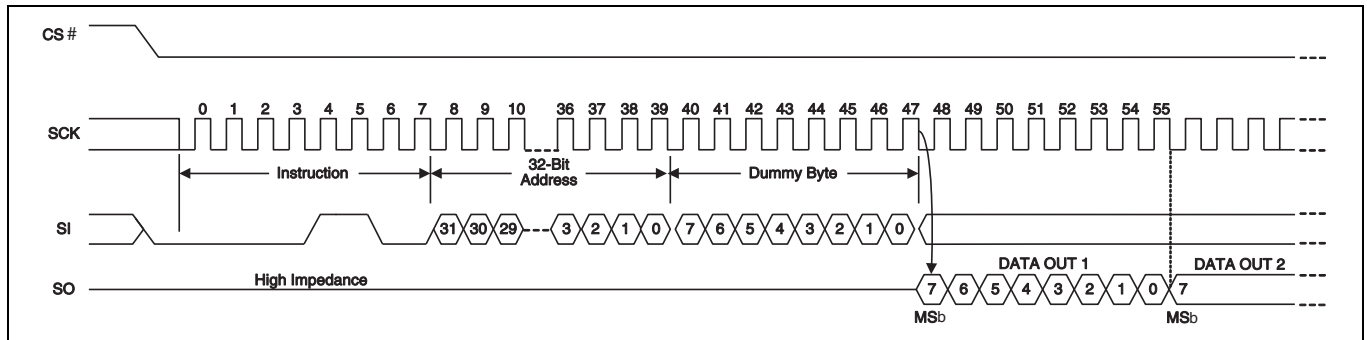 CS #
0 1 2 3 4 5 6 7 8 9 10 36 37 38 39 40 41 42 43 44 45 46 47 48 49 50 51 52 53 54 55
SCK
Instruction
32-Bit
Address
Dummy Byte
SI
31 30 29 3 2 1 0 7 6 5 4 3 2 1 0
DATA OUT 1
DATA OUT 2
High Impedance
SO
7 6 5 4 3 2 1 0 7
MSb
MSb